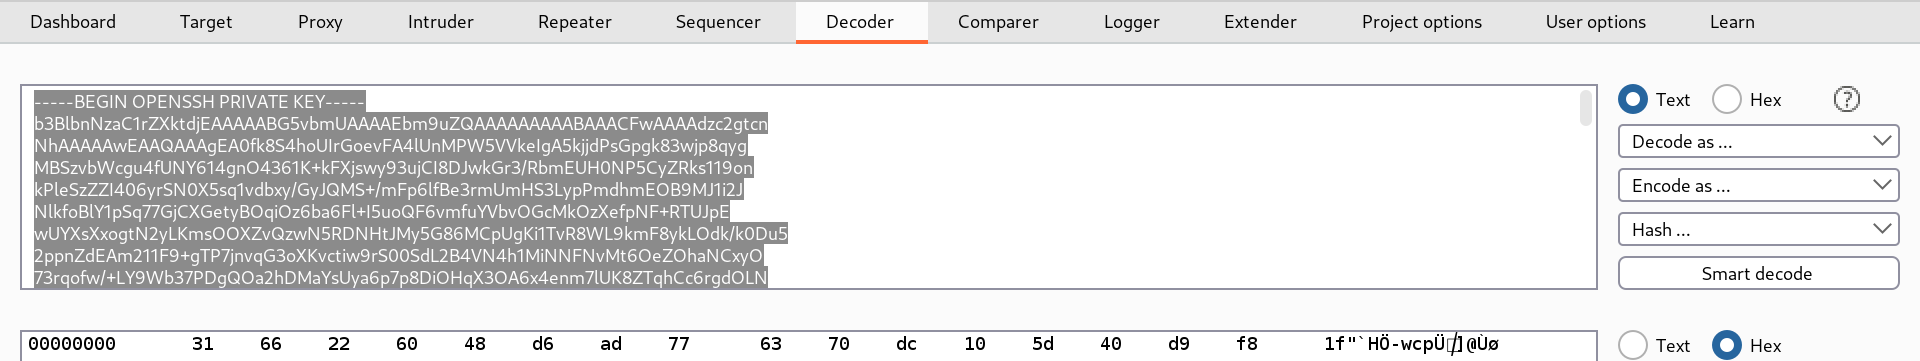 Dashboard Target Proxy Intruder Repeater Sequencer Decoder Comparer Logger Extender Project options User options Learn
-----BEGIN OPENSSH PRIVATE KEY-----
b3BlbnNzaC1rZXktdjEAAAAABG5vbmUAAAAEbm9uZQAAAAAAAAABAAACFwAAAAdzc2gtcn
NhAAAAAwEAAQAAAgEA0fk8S4hoUIrGoevFA4lUnMPW5VVkeIgA5kjjdPsGpgk83wjp8qyg
MBSzvbWcgu4fUNY614gnO4361K+kFXjswy93ujCI8DJwkGr3/RbmEUH0NP5CyZRks119on
kPleSzZZI406yrSN0X5sq1vdbxy/GyJQMS+/mFp6lfBe3rmUmHS3LypPmdhmEOB9MJ1i2J
NlkfoBlY1pSq77GjCXGetyBOqiOz6ba6Fl+I5uoQF6vmfuYVbvOGcMkOzXefpNF+RTUJpE
wUYXsXxogtN2yLKmsOOXZvQzwN5RDNHtJMy5G86MCpUgKi1TvR8WL9kmF8ykLOdk/k0Du5
2ppnZdEAm211F9+gTP7jnvqG3oXKvctiw9rS00SdL2B4VN4h1MiNNFNvMt6OeZOhaNCxyO
73rqofw/+LY9Wb37PDgQOa2hDMaYsUya6p7p8DiOHqX3OA6x4enm7lUK8ZTqhCc6rgdOLN
Text Hex
Decode as ...
Encode as ...
Hash ...
Smart decode
00000000 31 66 22 60 48 d6 ad 77 63 70 dc 10 5d 40 d9 f8 1f"`HÖ-wcpÜ]@Ùø
Text Hex